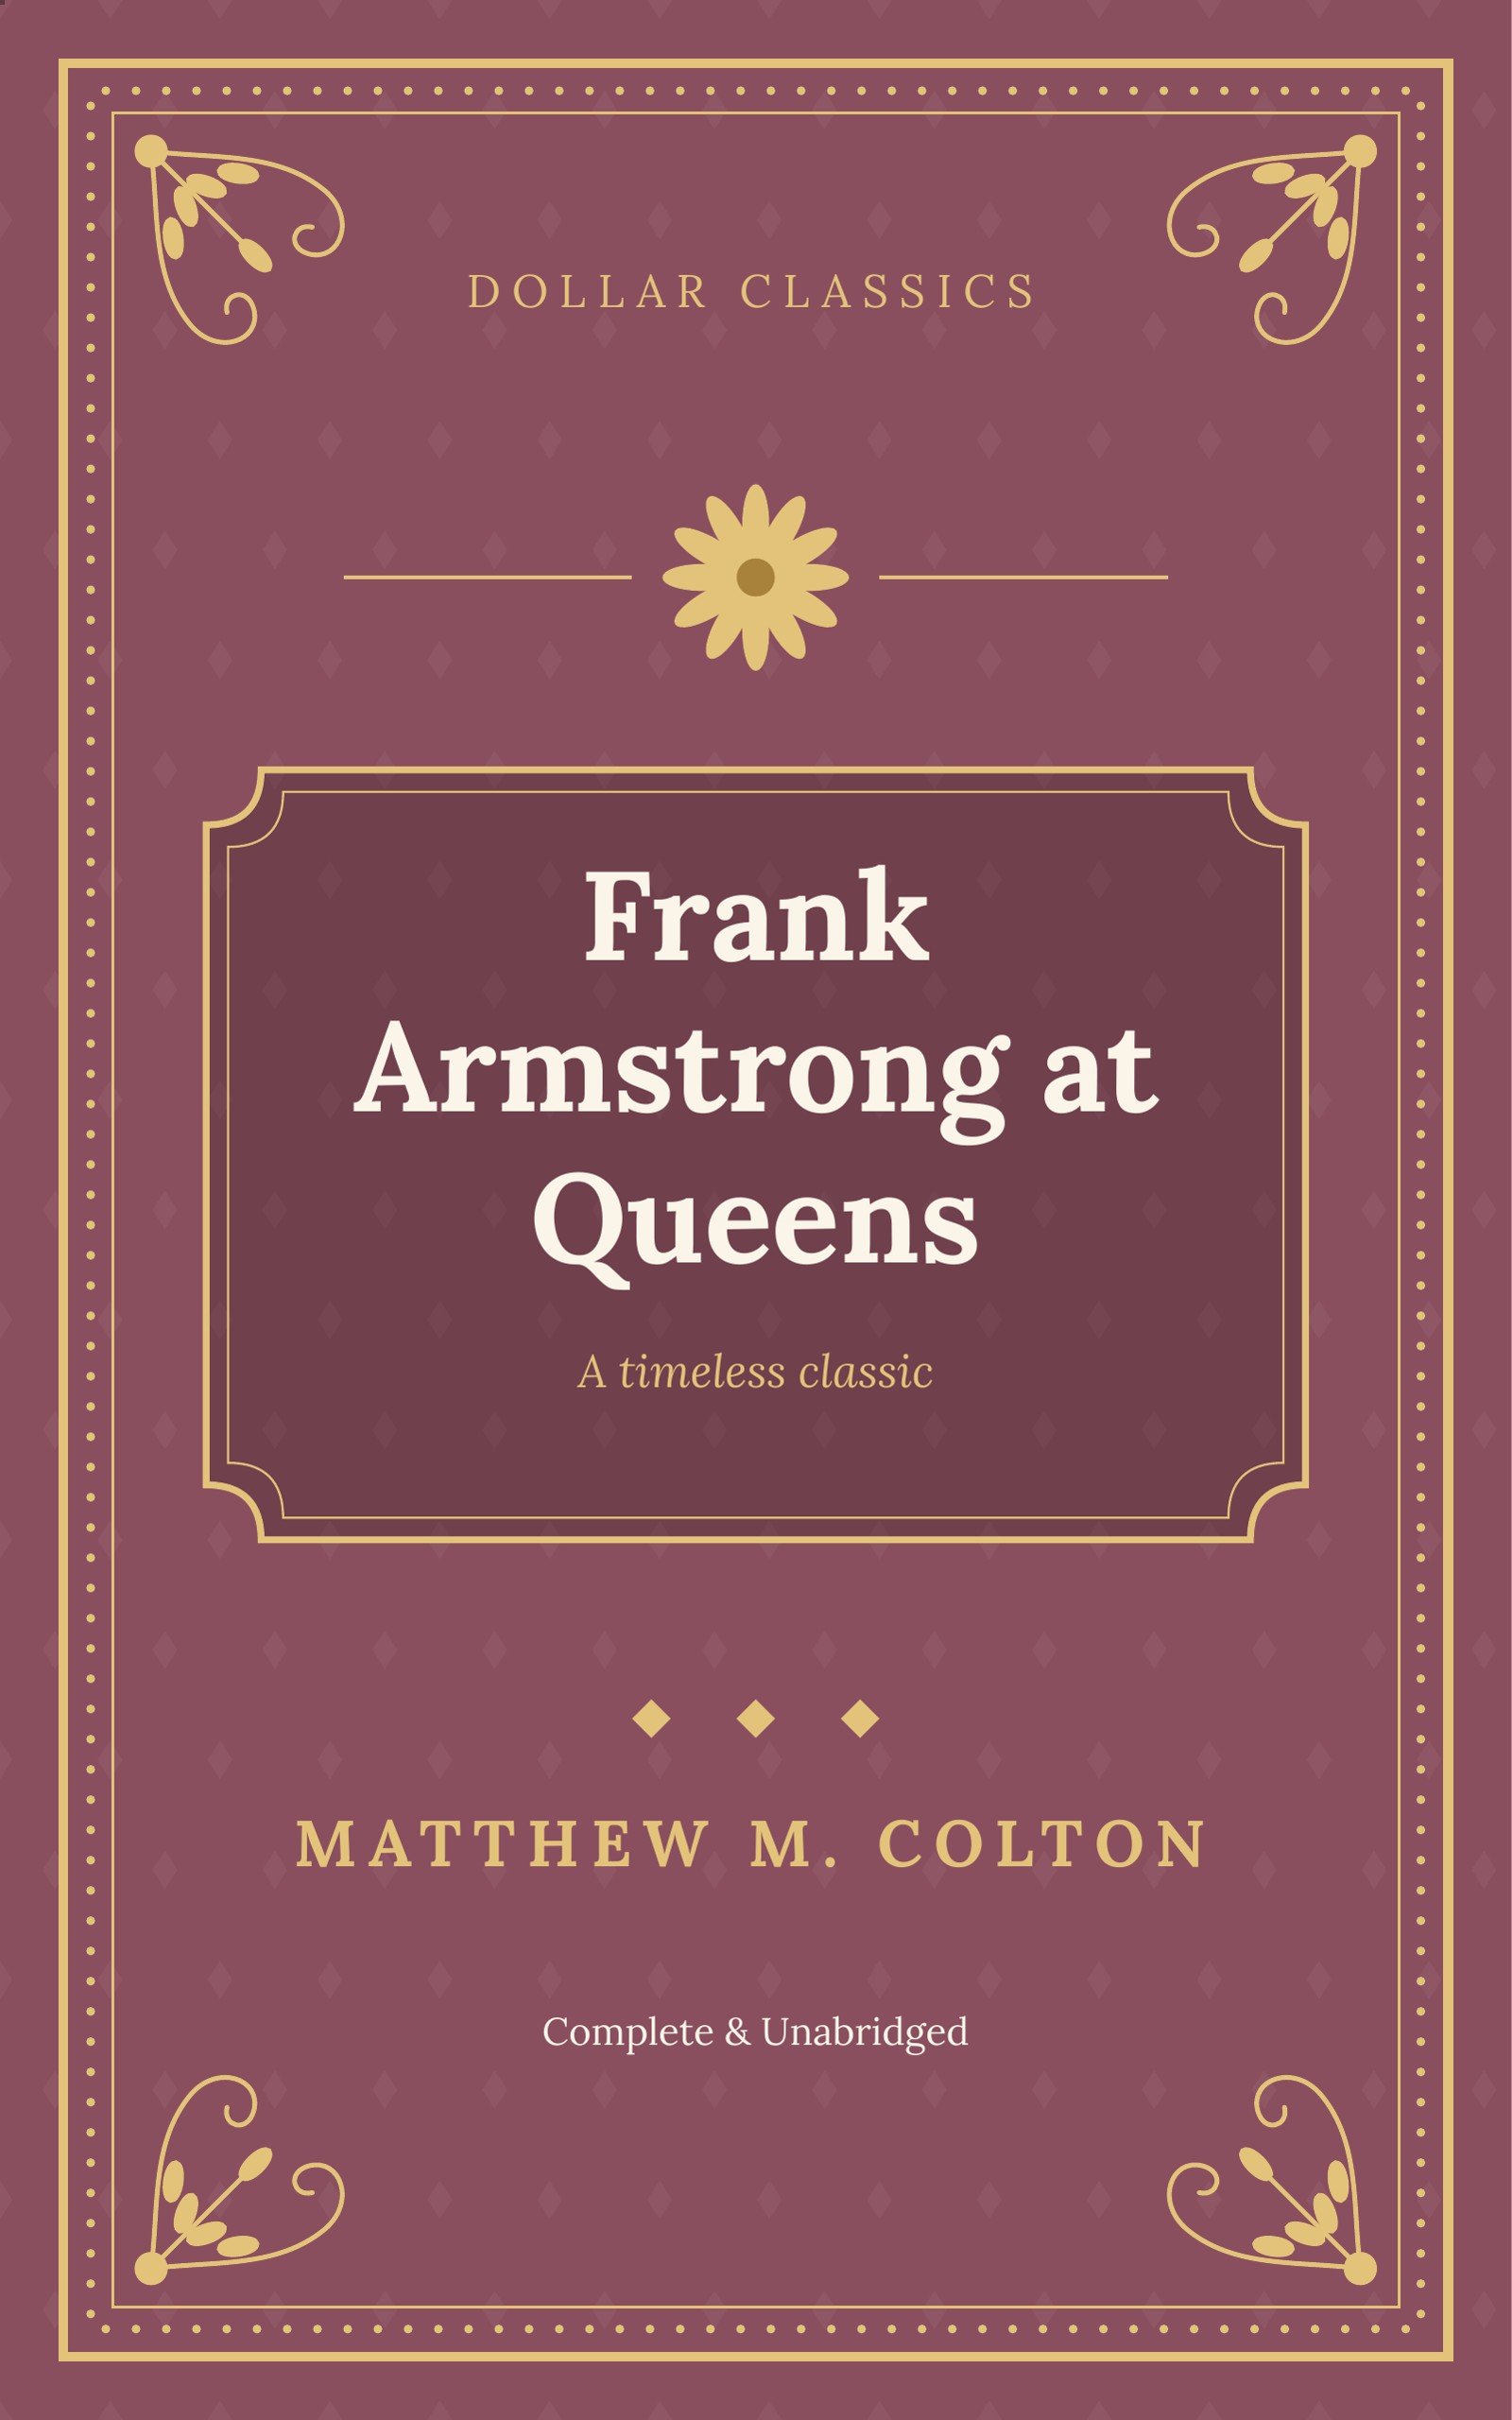 DOLLAR CLASSICS
Frank
Armstrong at
Queens
A timeless classic
MATTHEW M. COLTON
Complete & Unabridged